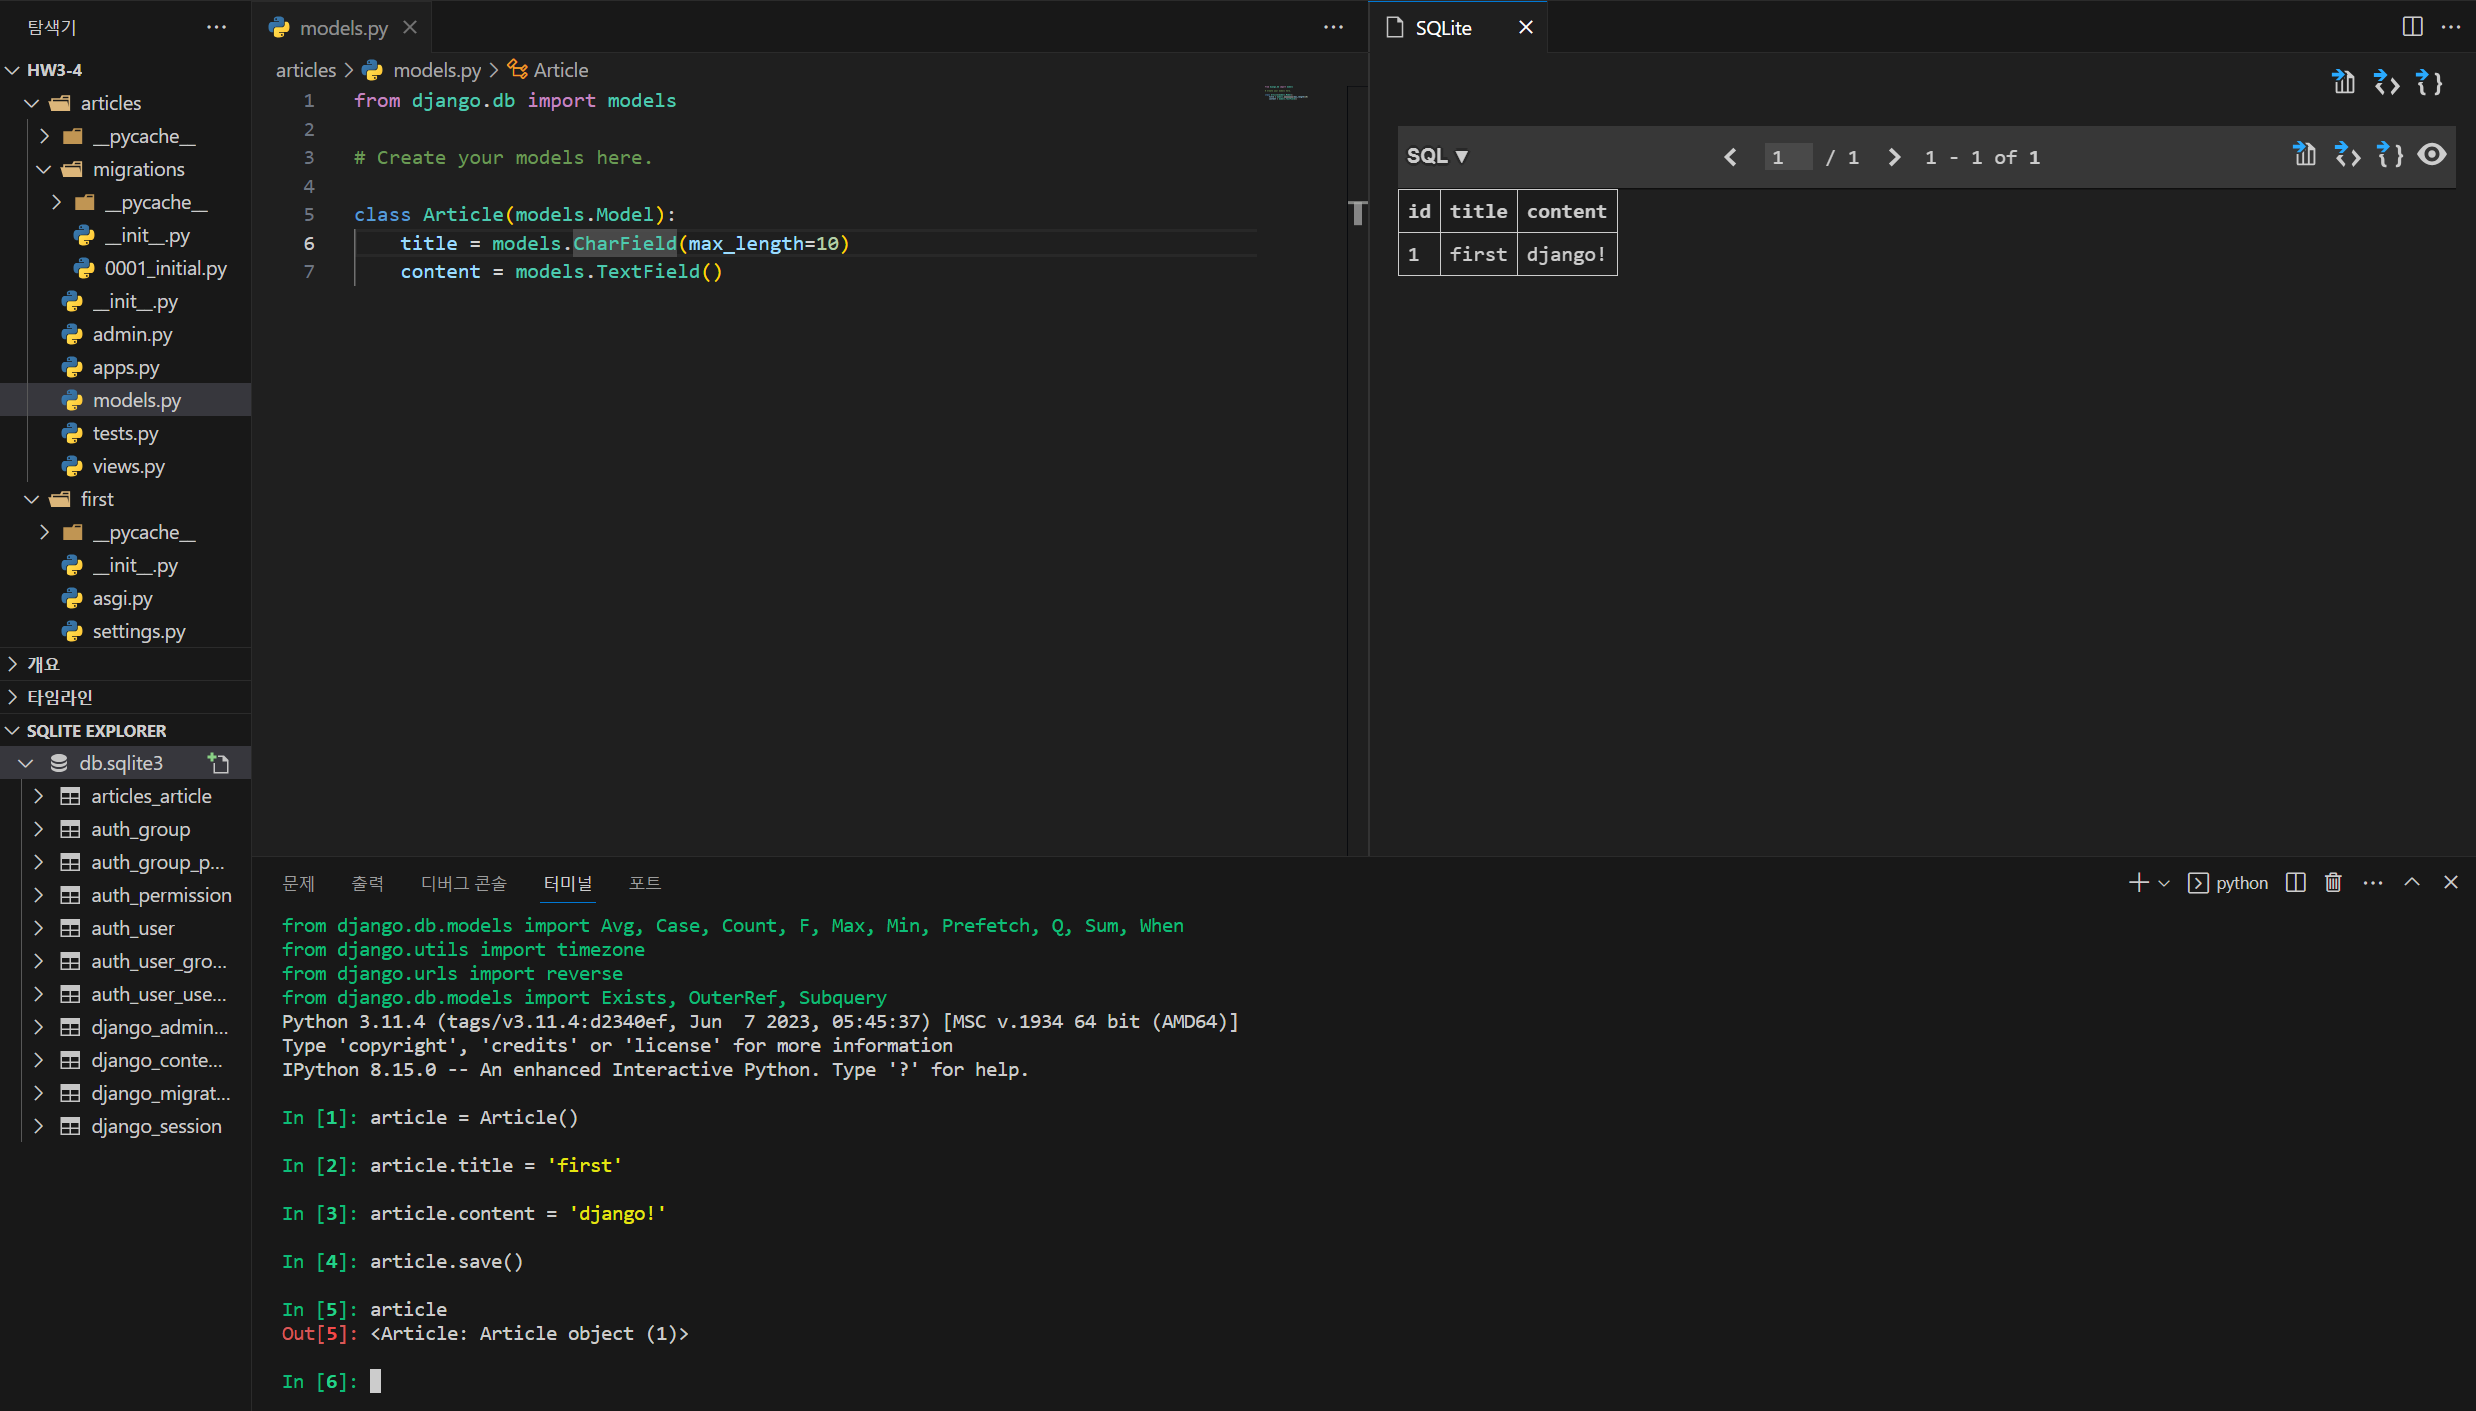 탐색기
HW3-4
articles
__pycache__
migrations
__pycache__
__init__.py
0001_initial.py
__init__.py
admin.py
apps.py
models.py
tests.py
views.py
first
__pycache__
__init__.py
asgi.py
settings.py
개요
타임라인
SQLITE EXPLORER
db.sqlite3
articles_article
auth_group
auth_group_p...
auth_permission
auth_user
auth_user_gro...
auth_user_use...
django_admin...
django_conte...
django_migrat...
django_session
models.py
articles > models.py > Article
1 from django.db import models
2
3 # Create your models here.
4
5 class Article(models.Model):
6     title = models.CharField(max_length=10)
7     content = models.TextField()
SQLite
SQL ▼ < 1 / 1 > 1 - 1 of 1
id title content
1 first django!
문제 출력 디버그 콘솔 터미널 포트
python
from django.db.models import Avg, Case, Count, F, Max, Min, Prefetch, Q, Sum, When
from django.utils import timezone
from django.urls import reverse
from django.db.models import Exists, OuterRef, Subquery
Python 3.11.4 (tags/v3.11.4:d2340ef, Jun  7 2023, 05:45:37) [MSC v.1934 64 bit (AMD64)]
Type 'copyright', 'credits' or 'license' for more information
IPython 8.15.0 -- An enhanced Interactive Python. Type '?' for help.
In [1]: article = Article()
In [2]: article.title = 'first'
In [3]: article.content = 'django!'
In [4]: article.save()
In [5]: article
Out[5]: <Article: Article object (1)>
In [6]: